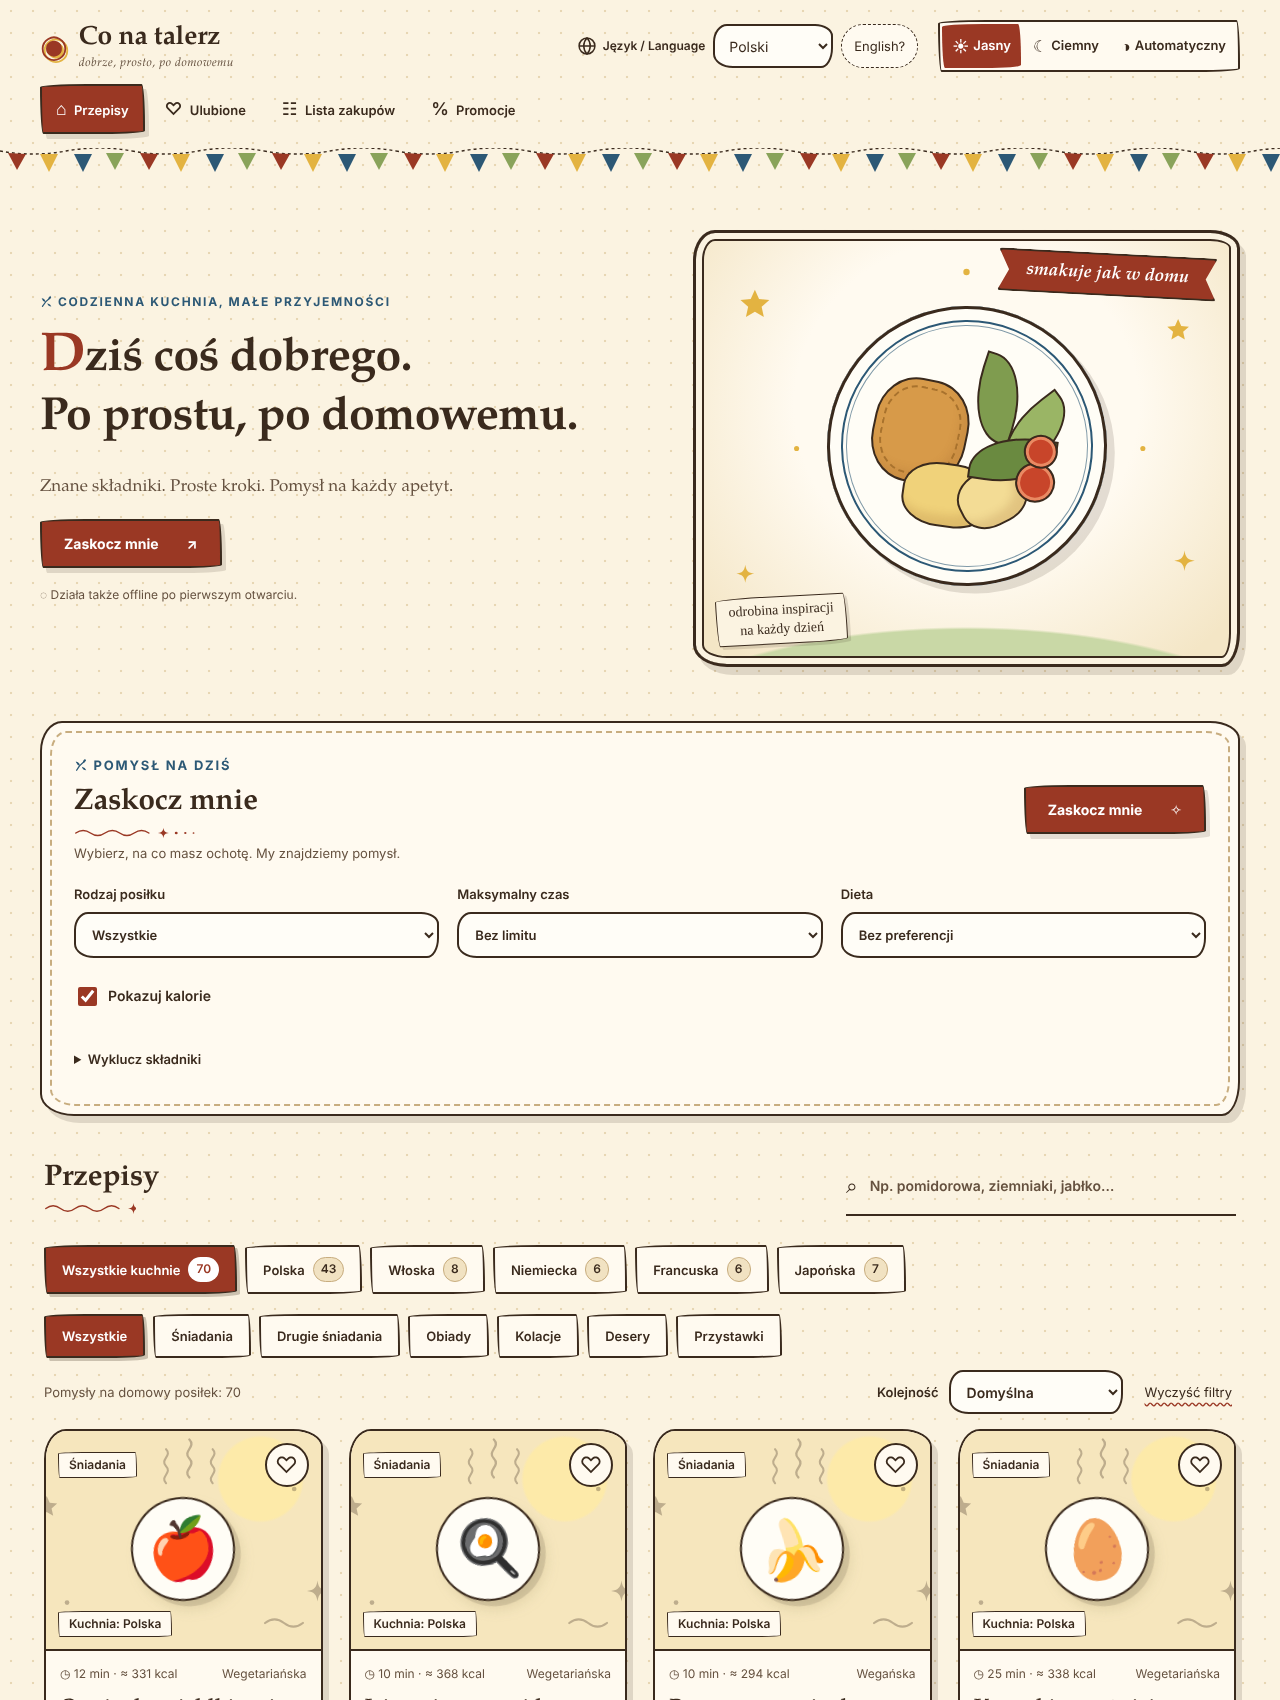 Co na talerz
dobrze, prosto, po domowemu
Język / Language
Polski
English?
Jasny
Ciemny
Automatyczny
Przepisy
Ulubione
Lista zakupów
% Promocje
smakuje jak w domu
CODZIENNA KUCHNIA, MAŁE PRZYJEMNOŚCI
Dziś coś dobrego.
Po prostu, po domowemu.
Znane składniki. Proste kroki. Pomysł na każdy apetyt.
Zaskocz mnie
Działa także offline po pierwszym otwarciu.
odrobina inspiracji
na każdy dzień
POMYSŁ NA DZIŚ
Zaskocz mnie
Zaskocz mnie
Wybierz, na co masz ochotę. My znajdziemy pomysł.
Rodzaj posiłku
Maksymalny czas
Dieta
Wszystkie
Bez limitu
Bez preferencji
Pokazuj kalorie
Wyklucz składniki
Przepisy
Np. pomidorowa, ziemniaki, jabłko...
Wszystkie kuchnie 70
Polska 43
Włoska 8
Niemiecka 6
Francuska 6
Japońska 7
Wszystkie
Śniadania
Drugie śniadania
Obiady
Kolacje
Desery
Przystawki
Pomysły na domowy posiłek: 70
Kolejność
Domyślna
Wyczyść filtry
Śniadania
Śniadania
Śniadania
Śniadania
Kuchnia: Polska
Kuchnia: Polska
Kuchnia: Polska
Kuchnia: Polska
12 min · ≈ 331 kcal
Wegetariańska
10 min · ≈ 368 kcal
Wegetariańska
10 min · ≈ 294 kcal
Wegańska
25 min · ≈ 338 kcal
Wegetariańska